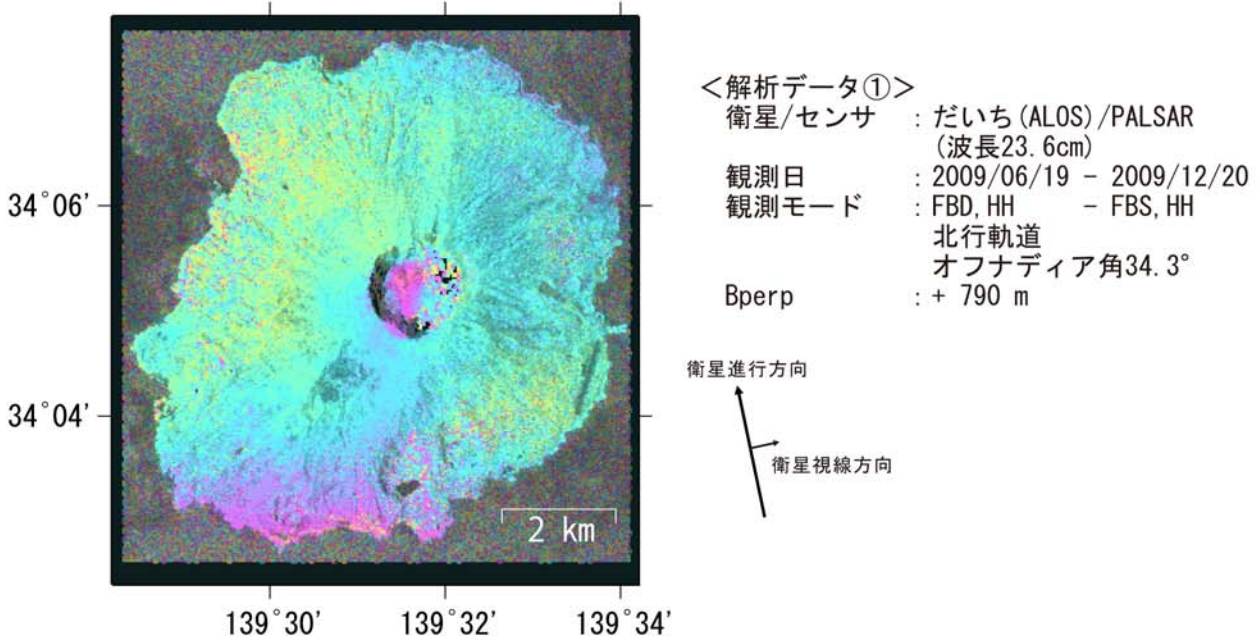 34°06'
34°04'
139°30'
139°32'
139°34'
2 km
<解析データ①>
衛星/センサ : だいち(ALOS)/PALSAR
(波長23.6cm)
観測日 : 2009/06/19 - 2009/12/20
観測モード : FBD,HH - FBS,HH
北行軌道
オフナディア角34.3°
Bperp : + 790 m
衛星進行方向
衛星視線方向